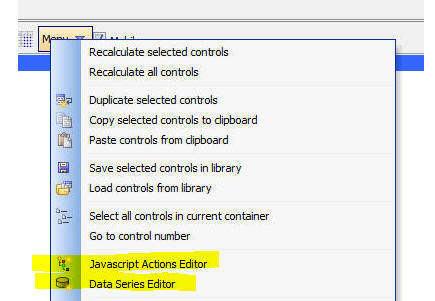 Menu
Recalculate selected controls
Recalculate all controls
Duplicate selected controls
Copy selected controls to clipboard
Paste controls from clipboard
Save selected controls in library
Load controls from library
Select all controls in current container
Go to control number
Javascript Actions Editor
Data Series Editor